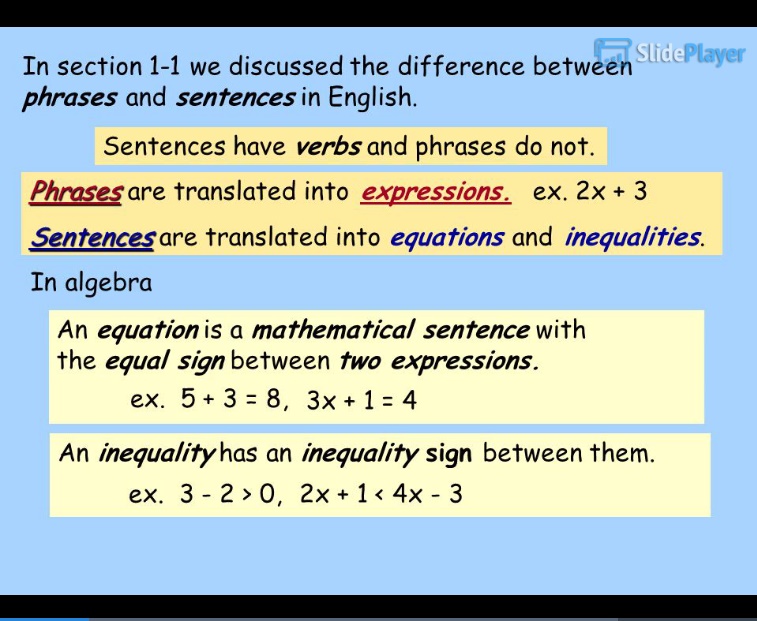 SlidePlayer
In section 1-1 we discussed the difference between
phrases and sentences in English.
Sentences have verbs and phrases do not.
Phrases are translated into expressions. ex. 2x + 3
Sentences are translated into equations and inequalities.
In algebra
An equation is a mathematical sentence with
the equal sign between two expressions.
ex. 5 + 3 = 8, 3x + 1 = 4
An inequality has an inequality sign between them.
ex. 3 - 2 > 0, 2x + 1 < 4x - 3